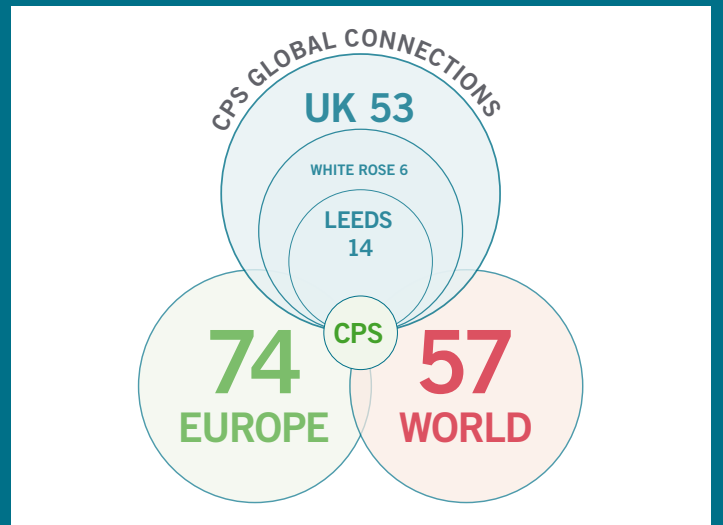 CPS GLOBAL CONNECTIONS
UK 53
WHITE ROSE 6
LEEDS
14
CPS
74
EUROPE
57
WORLD